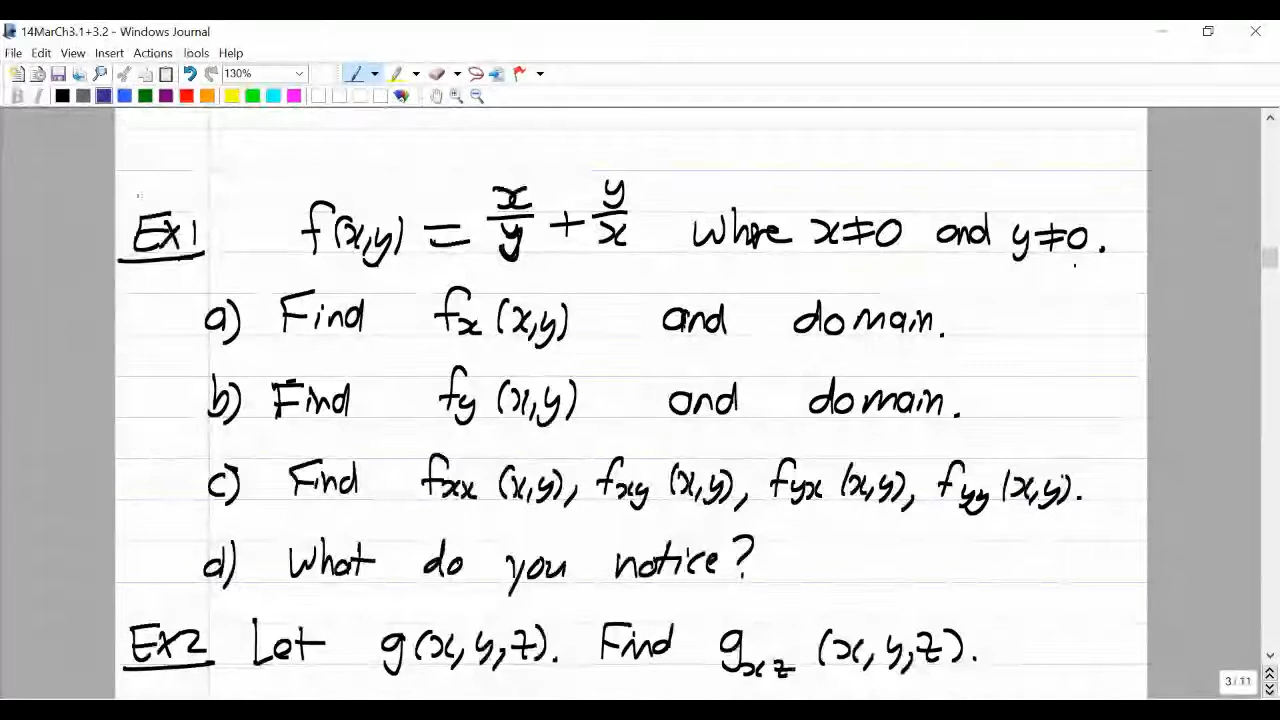 14MarCh3.1+3.2 - Windows Journal
File Edit View Insert Actions Tools Help
130%
B I
Ex1 f(x,y) = x/y + y/x where x≠0 and y≠0.
a) Find fx (x,y) and domain.
b) Find fy (x,y) and domain.
c) Find fxx (x,y), fxy (x,y), fyx (x,y), fyy (x,y).
d) What do you notice?
Ex2 Let g(x,y,z). Find gxz (x,y,z).
3/11